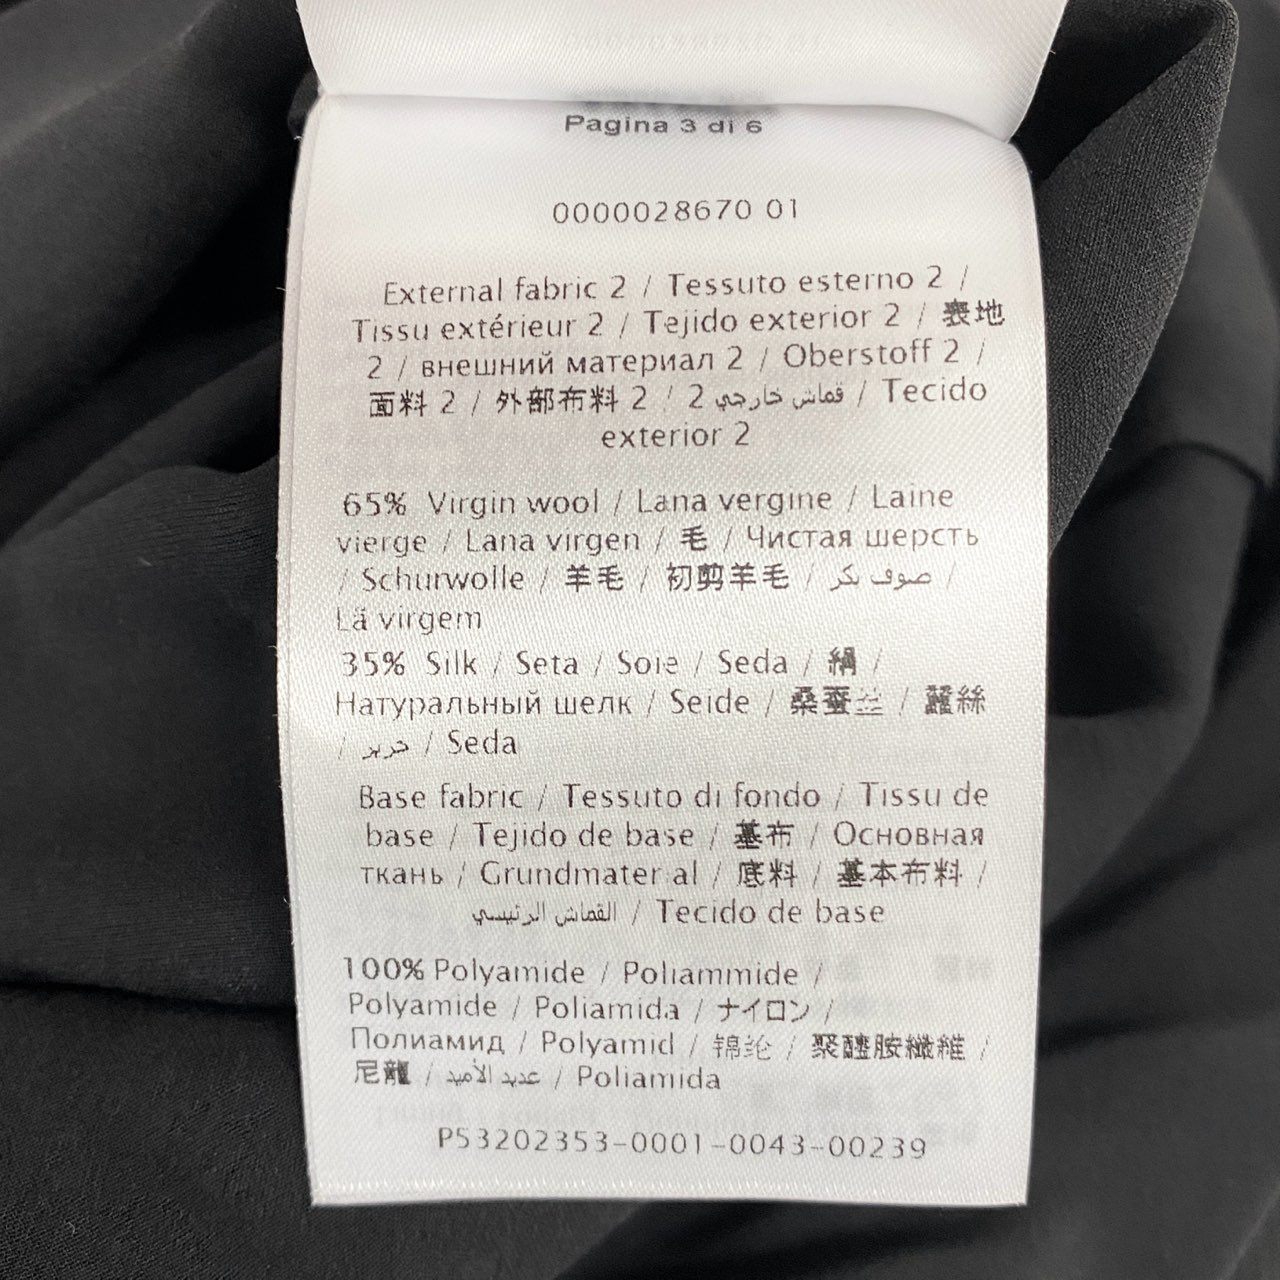 Pagina 3 di 6
0000028670 01
External fabric 2 / Tessuto esterno 2 /
Tissu extérieur 2 / Tejido exterior 2 / 表地
2 / внешний материал 2 / Oberstoff 2 /
面料 2 / 外部布料 2 / قماش خارجي 2 / Tecido
exterior 2
65% Virgin wool / Lana vergine / Laine
vierge / Lana virgen / 毛 / Чистая шерсть
/ Schurwolle / 羊毛 / 初剪羊毛 / صوف بكر /
Lã virgem
35% Silk / Seta / Soie / Seda / 絹 /
Натуральный шелк / Seide / 桑蚕丝 / 蠶絲
/ حرير / Seda
Base fabric / Tessuto di fondo / Tissu de
base / Tejido de base / 基布 / Основная
ткань / Grundmater al / 底料 / 基本布料 /
القماش الرئيسي / Tecido de base
100% Polyamide / Poliammide /
Polyamide / Poliamida / ナイロン /
Полиамид / Polyamid / 锦纶 / 聚醯胺纖維 /
尼龍 / عديد الأميد / Poliamida
P53202353-0001-0043-00239